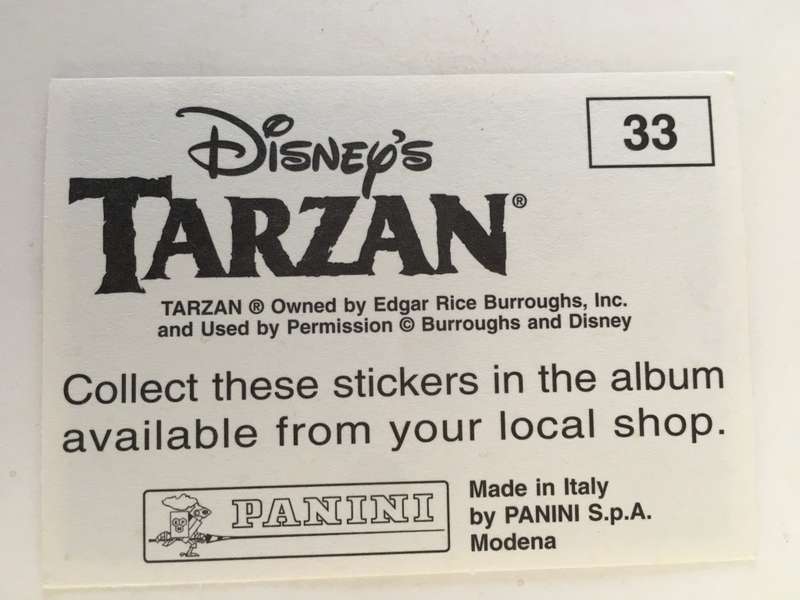 Disney's
33
TARZAN®
TARZAN ® Owned by Edgar Rice Burroughs, Inc.
and Used by Permission © Burroughs and Disney
Collect these stickers in the album
available from your local shop.
PANINI
Made in Italy
by PANINI S.p.A.
Modena